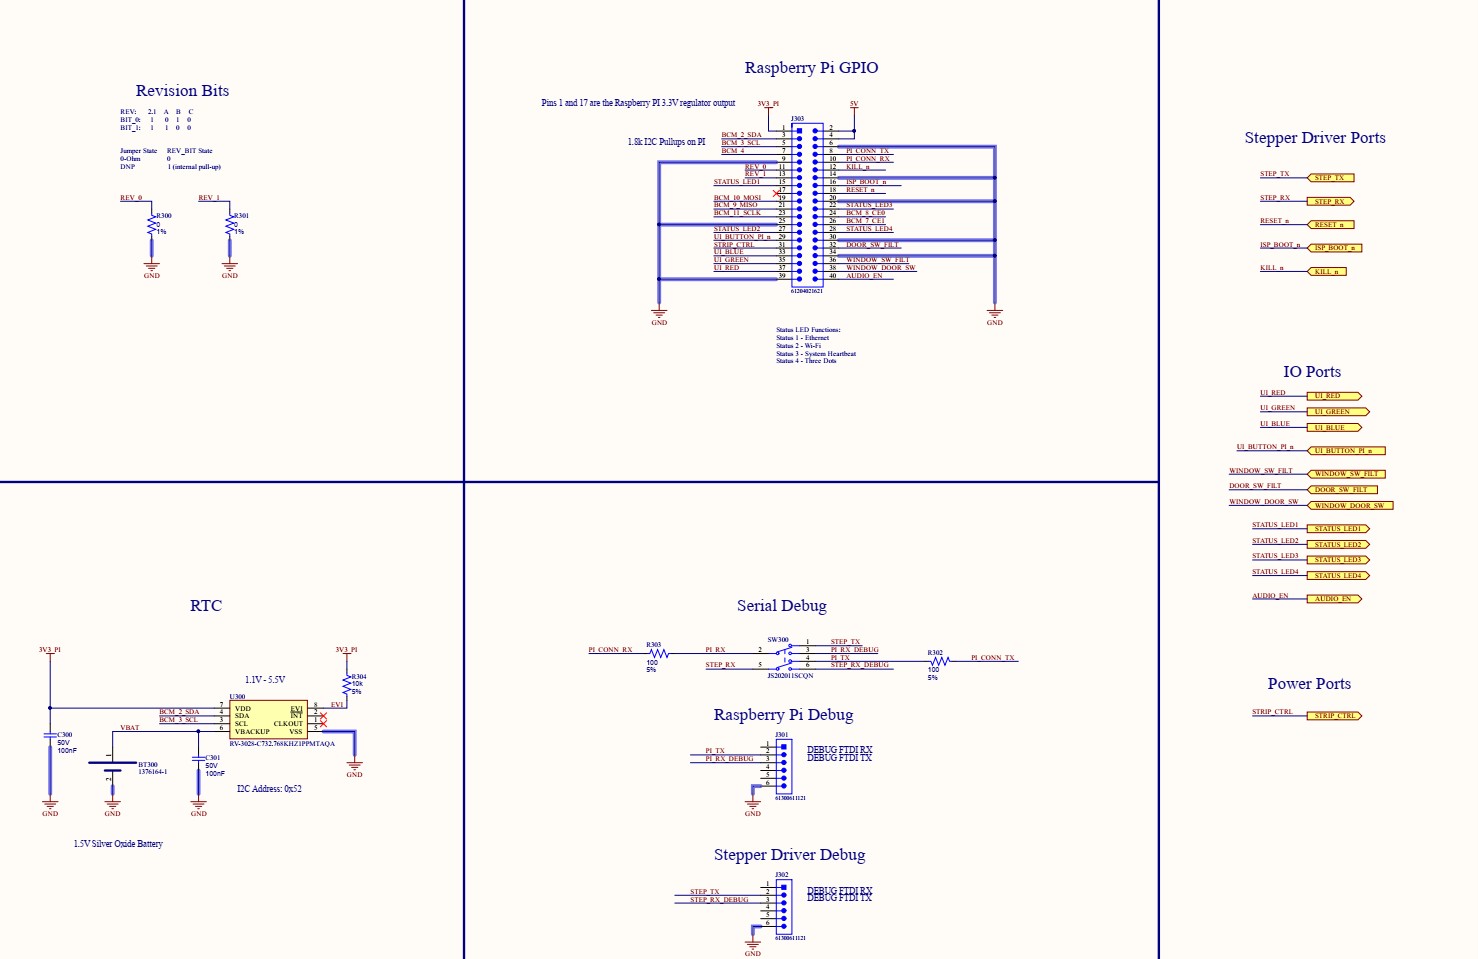 Revision Bits
REV: 2.1 A B C
BIT_0: 1 0 1 0
BIT_1: 1 1 0 0
Jumper State REV_BIT State
0-Ohm 0
DNP 1 (internal pull-up)
REV_0 REV_1
R300 R301
0 0
1% 1%
GND GND
Raspberry Pi GPIO
Pins 1 and 17 are the Raspberry PI 3.3V regulator output
3V3_PI 5V
1.8k I2C Pullups on PI
J303
1 2
BCM_2_SDA 3 4
BCM_3_SCL 5 6
BCM_4 7 8 PI_CONN_TX
9 10 PI_CONN_RX
REV_0 11 12 KILL_n
REV_1 13 14
STATUS_LED1 15 16 ISP_BOOT_n
17 18 RESET_n
BCM_10_MOSI 19 20
BCM_9_MISO 21 22 STATUS_LED3
BCM_11_SCLK 23 24 BCM_8_CE0
25 26 BCM_7_CE1
STATUS_LED2 27 28 STATUS_LED4
UI_BUTTON_PI_n 29 30
STRIP_CTRL 31 32 DOOR_SW_FILT
UI_BLUE 33 34
UI_GREEN 35 36 WINDOW_SW_FILT
UI_RED 37 38 WINDOW_DOOR_SW
39 40 AUDIO_EN
61204021621
GND GND
Status LED Functions:
Status 1 - Ethernet
Status 2 - Wi-Fi
Status 3 - System Heartbeat
Status 4 - Three Dots
Stepper Driver Ports
STEP_TX STEP_TX
STEP_RX STEP_RX
RESET_n RESET_n
ISP_BOOT_n ISP_BOOT_n
KILL_n KILL_n
IO Ports
UI_RED UI_RED
UI_GREEN UI_GREEN
UI_BLUE UI_BLUE
UI_BUTTON_PI_n UI_BUTTON_PI_n
WINDOW_SW_FILT WINDOW_SW_FILT
DOOR_SW_FILT DOOR_SW_FILT
WINDOW_DOOR_SW WINDOW_DOOR_SW
STATUS_LED1 STATUS_LED1
STATUS_LED2 STATUS_LED2
STATUS_LED3 STATUS_LED3
STATUS_LED4 STATUS_LED4
AUDIO_EN AUDIO_EN
Power Ports
STRIP_CTRL STRIP_CTRL
RTC
3V3_PI 3V3_PI
R304
10k
5%
1.1V - 5.5V
U300
7 VDD EVI 8 EVI
BCM_2_SDA 4 SDA INT 2
BCM_3_SCL 3 SCL CLKOUT 1
VBAT 6 VBACKUP VSS 5
RV-3028-C7 32.768KHZ 1PPM TA QA
C300
50V
100nF
1
BT300
1376164-1
2
C301
50V
100nF
GND
I2C Address: 0x52
GND GND GND
1.5V Silver Oxide Battery
Serial Debug
PI_CONN_RX R303 100 5% PI_RX 2
STEP_RX 5
SW300
JS202011SCQN
1 STEP_TX
3 PI_RX_DEBUG
4 PI_TX
6 STEP_RX_DEBUG
R302 100 5% PI_CONN_TX
Raspberry Pi Debug
J301
1
PI_TX 2 DEBUG FTDI RX
PI_RX_DEBUG 3 DEBUG FTDI TX
4
5
6
61300611121
GND
Stepper Driver Debug
J302
1
STEP_TX 2 DEBUG FTDI RX
STEP_RX_DEBUG 3 DEBUG FTDI TX
4
5
6
61300611121
GND